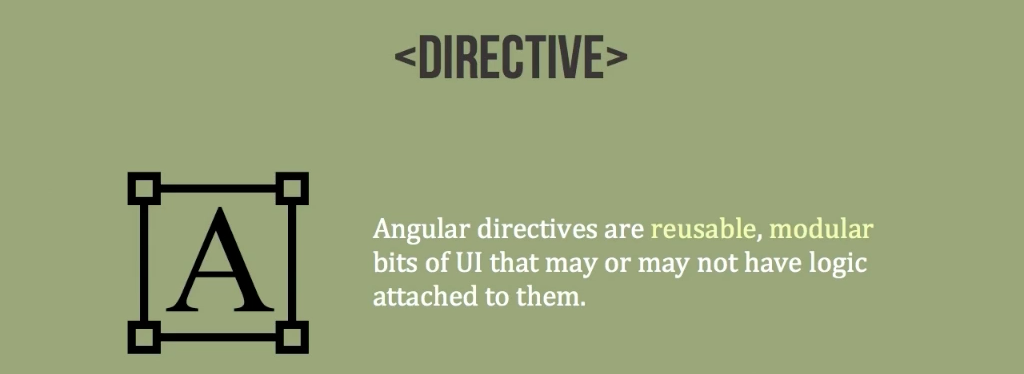 <DIRECTIVE>
A
Angular directives are reusable, modular
bits of UI that may or may not have logic
attached to them.